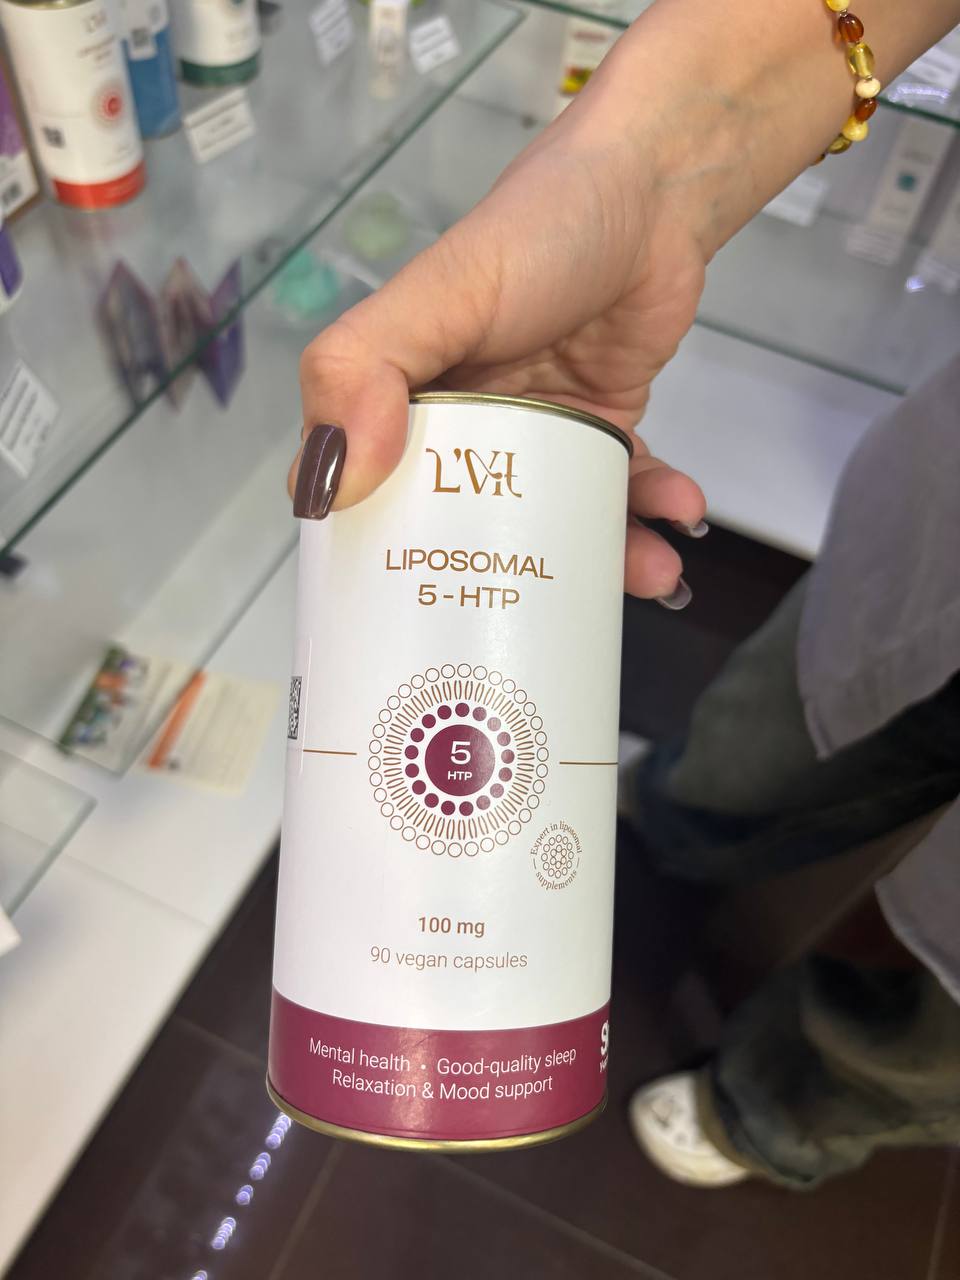 L'Vit
LIPOSOMAL
5-HTP
5
HTP
Expert in liposomal
supplements
100 mg
90 vegan capsules
Mental health • Good-quality sleep
Relaxation & Mood support